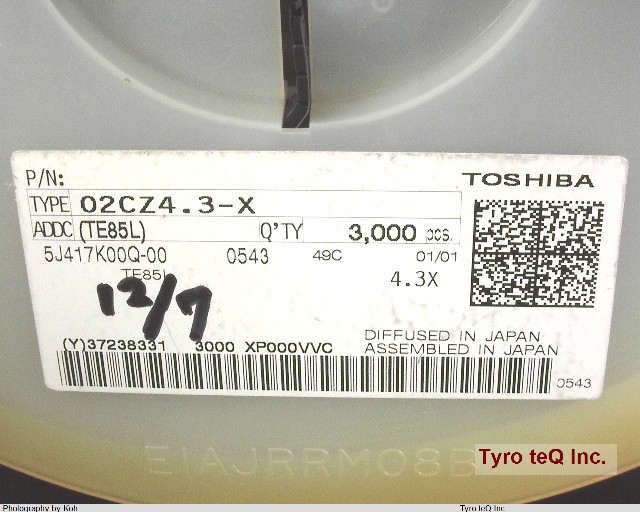 P/N:
TOSHIBA
TYPE 02CZ4.3-X
ADDC (TE85L) Q'TY 3,000 pcs.
5J417K00Q-00 0543 49C 01/01
TE85L 4.3X
12/7
DIFFUSED IN JAPAN
(Y)37238331 3000 XP000VVC ASSEMBLED IN JAPAN
0543
EIAJRRM08B
Tyro teQ Inc.
Photography by Koh Tyro teQ Inc